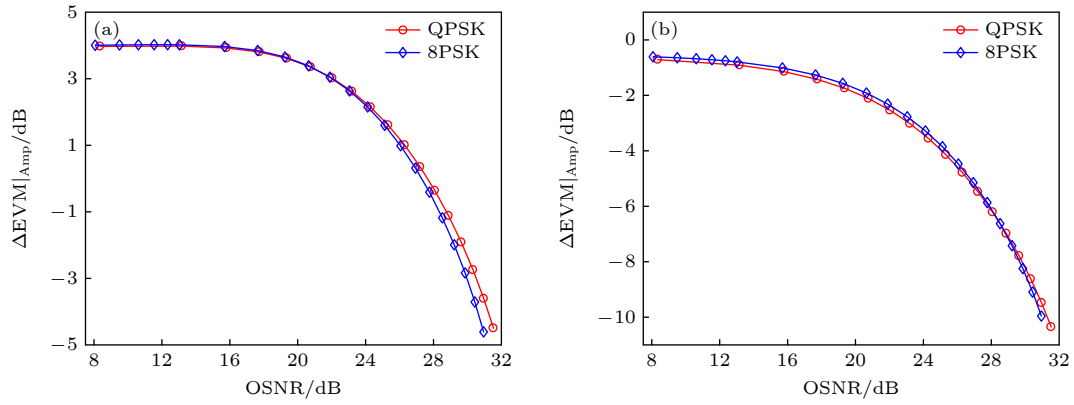 (a)
QPSK
8PSK
5
3
1
−1
−3
−5
ΔEVM|Amp/dB
8 12 16 20 24 28 32
OSNR/dB
(b)
QPSK
8PSK
0
−2
−4
−6
−8
−10
ΔEVM|Amp/dB
8 12 16 20 24 28 32
OSNR/dB